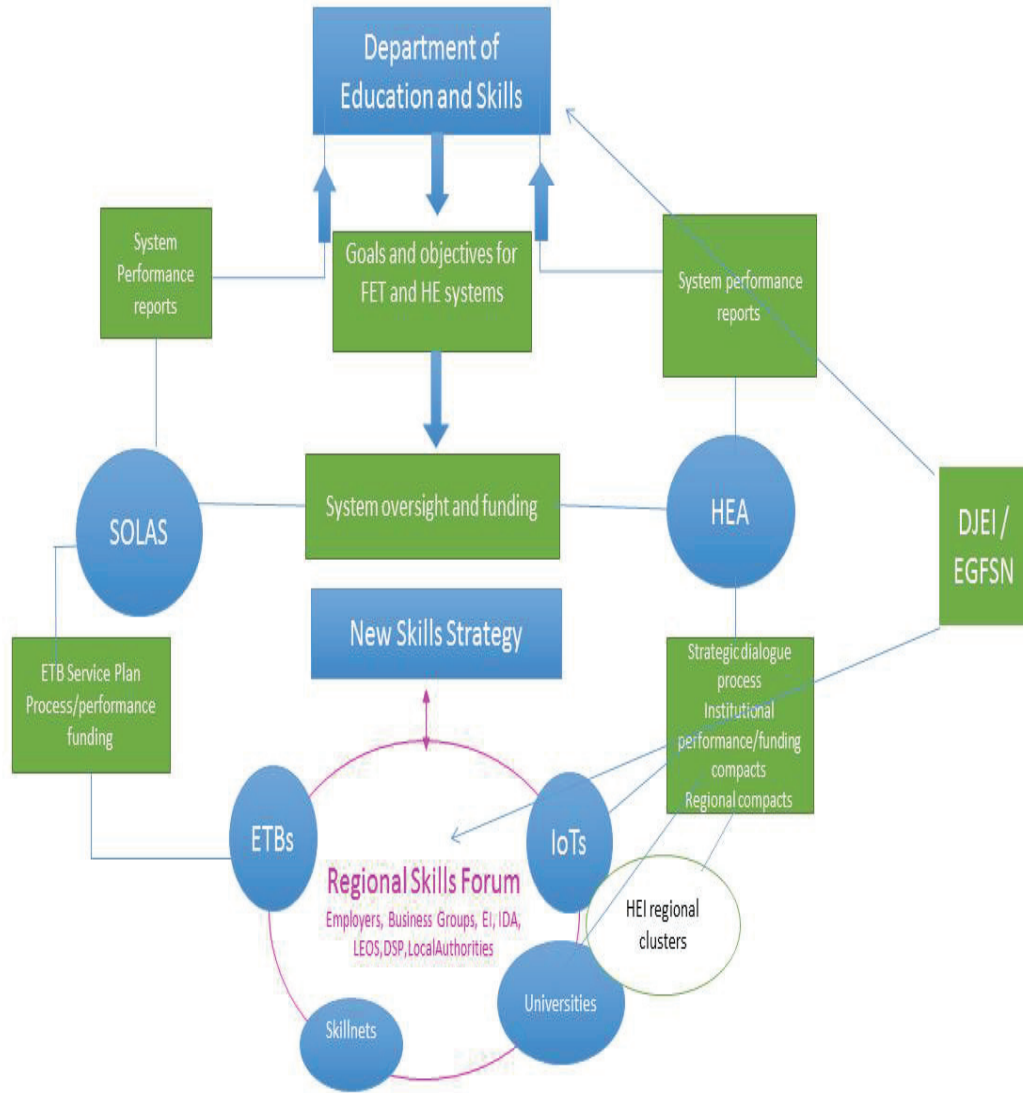 Department of
Education and Skills
System
Performance
reports
Goals and objectives for
FET and HE systems
System performance
reports
SOLAS
System oversight and funding
HEA
DJEI /
EGFSN
New Skills Strategy
ETB Service Plan
Process/performance
funding
Strategic dialogue
process
Institutional
performance/funding
compacts
Regional compacts
ETBs
IoTs
Regional Skills Forum
Employers, Business Groups, EI, IDA,
LEOS,DSP,LocalAuthorities
HEI regional
clusters
Universities
Skillnets